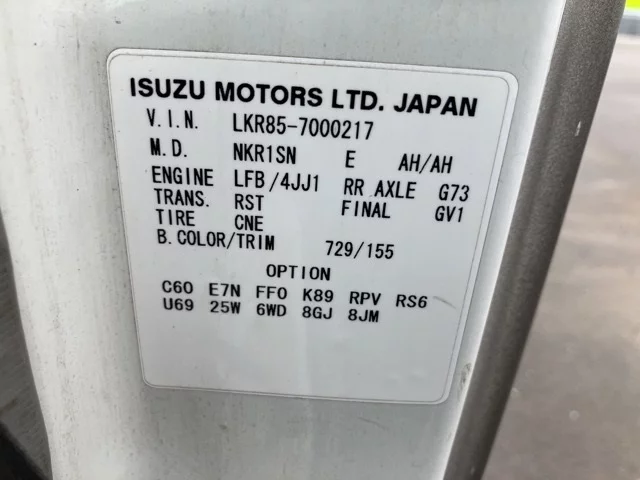 ISUZU MOTORS LTD. JAPAN
V.I.N. LKR85-7000217
M.D. NKR1SN E AH/AH
ENGINE LFB/4JJ1 RR AXLE G73
TRANS. RST FINAL GV1
TIRE CNE
B.COLOR/TRIM 729/155
OPTION
C60 E7N FF0 K89 RPV RS6
U69 25W 6WD 8GJ 8JM